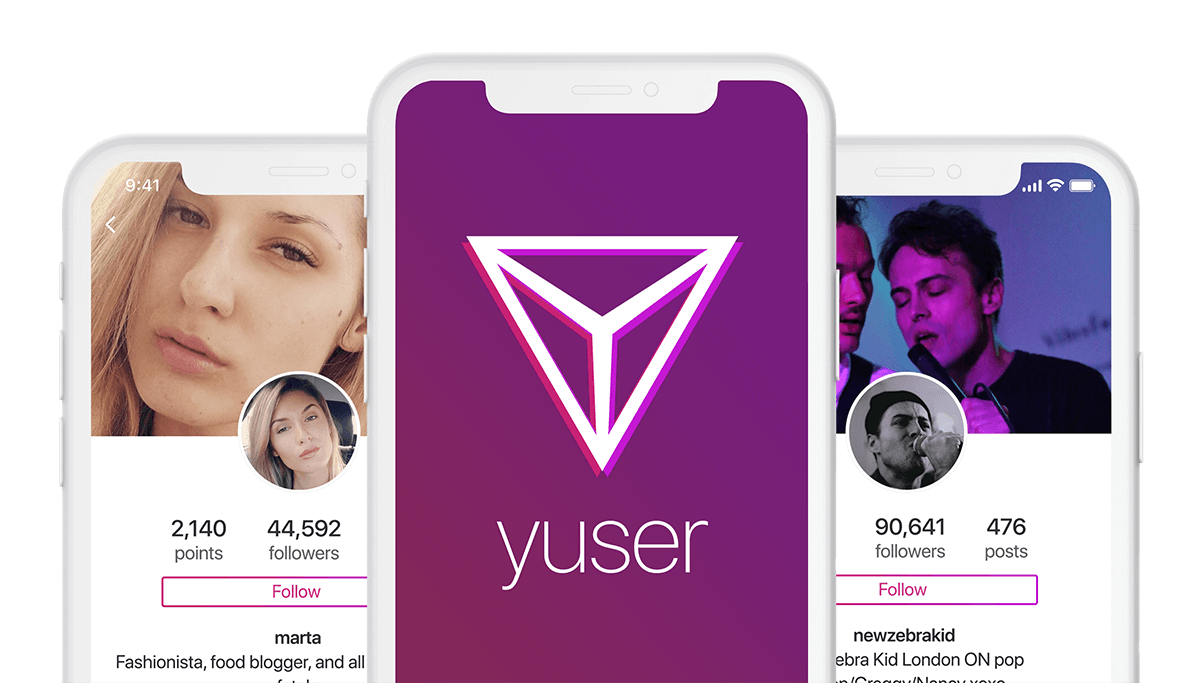 9:41
2,140 44,592
points followers
Follow
marta
Fashionista, food blogger, and all
yuser
90,641 476
followers posts
Follow
newzebrakid
ebra Kid London ON pop